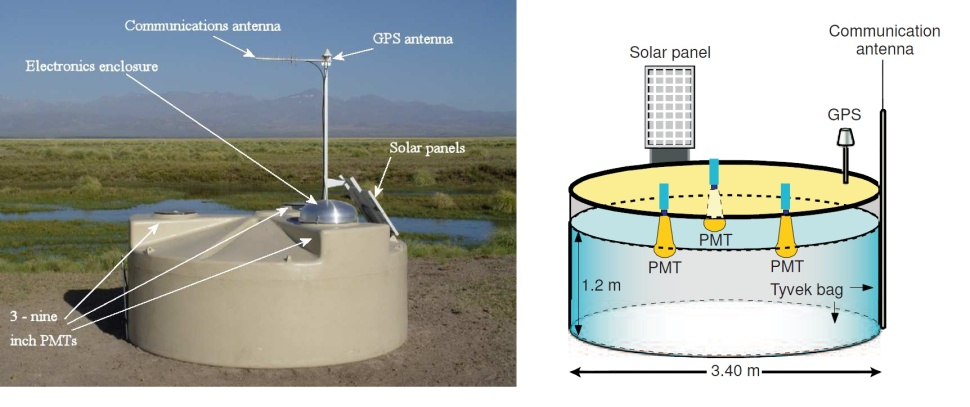 Communications antenna
GPS antenna
Electronics enclosure
Solar panels
3 - nine
inch PMTs
Communication
antenna
Solar panel
GPS
PMT
PMT
PMT
1.2 m
Tyvek bag
3.40 m